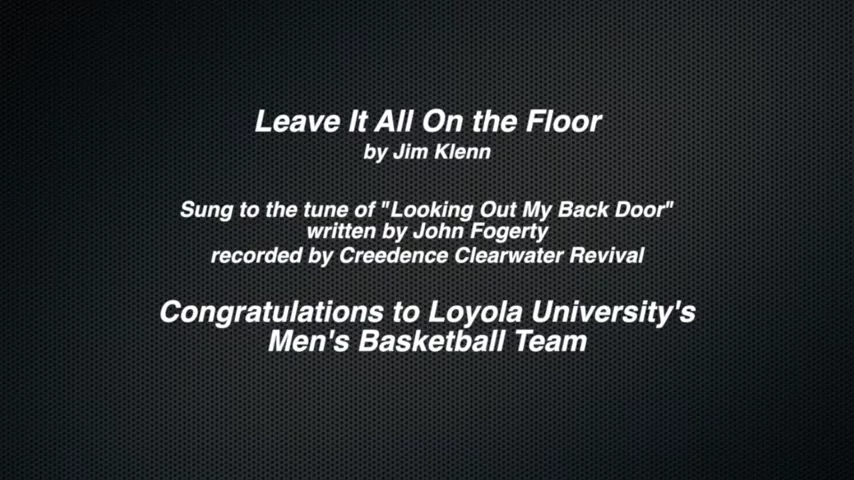 Leave It All On the Floor
by Jim Klenn
Sung to the tune of "Looking Out My Back Door"
written by John Fogerty
recorded by Creedence Clearwater Revival
Congratulations to Loyola University's
Men's Basketball Team